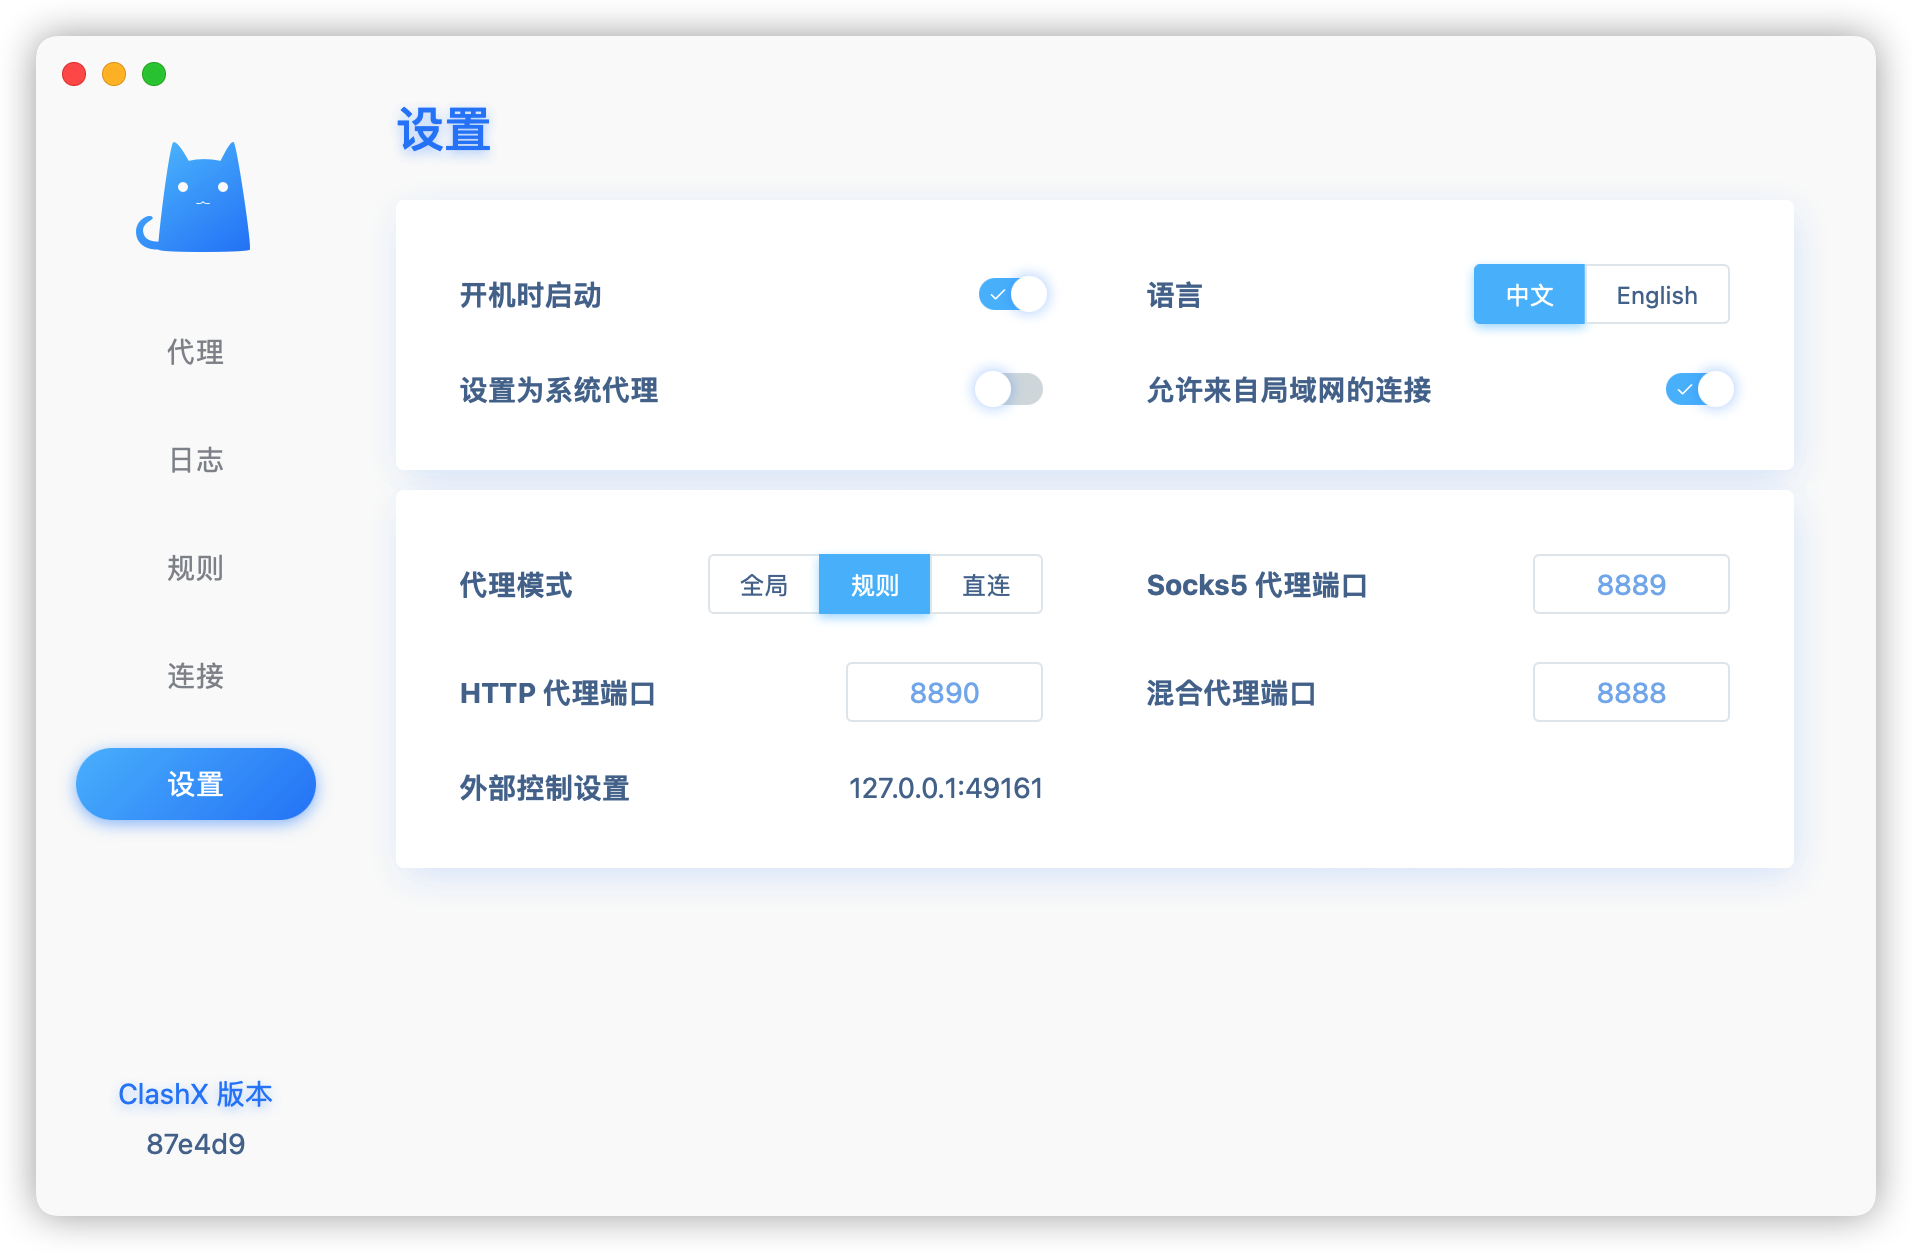 设置
代理
日志
规则
连接
设置
ClashX 版本
87e4d9
开机时启动
语言 中文 English
设置为系统代理
允许来自局域网的连接
代理模式 全局 规则 直连
Socks5 代理端口 8889
HTTP 代理端口 8890
混合代理端口 8888
外部控制设置 127.0.0.1:49161